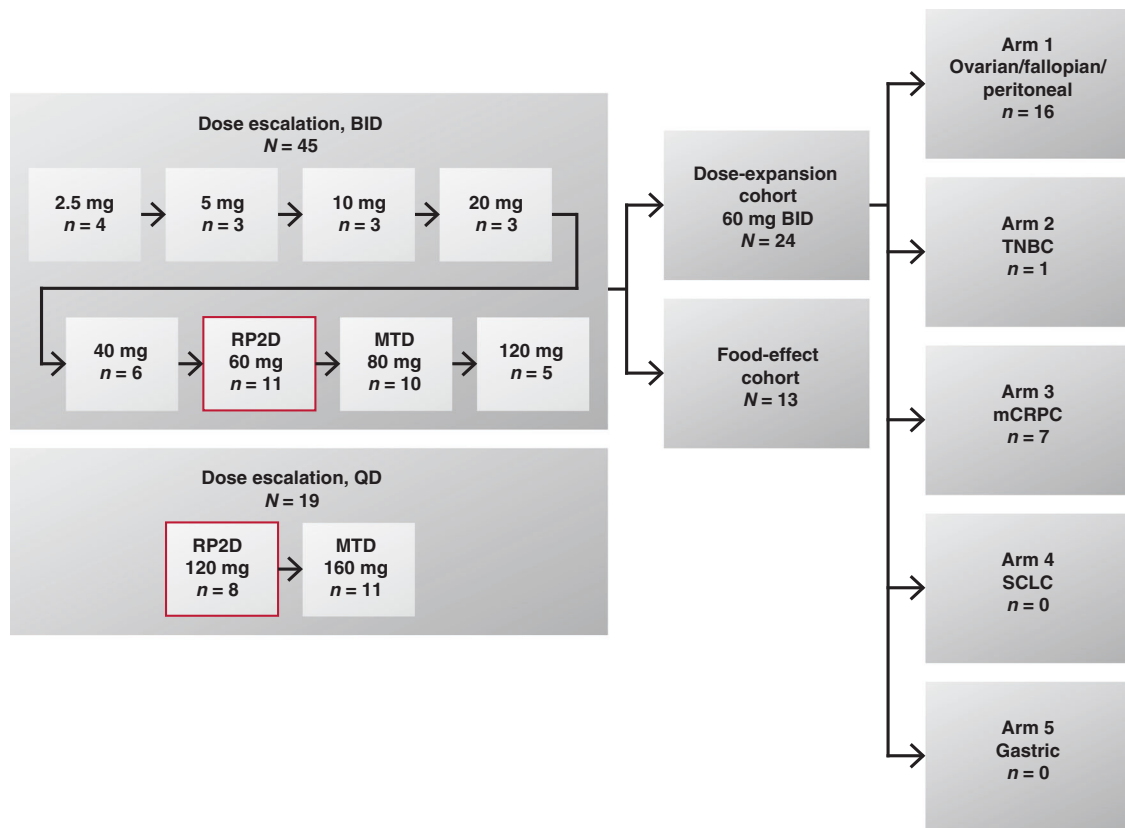 Dose escalation, BID
N = 45
2.5 mg
n = 4
5 mg
n = 3
10 mg
n = 3
20 mg
n = 3
40 mg
n = 6
RP2D
60 mg
n = 11
MTD
80 mg
n = 10
120 mg
n = 5
Dose escalation, QD
N = 19
RP2D
120 mg
n = 8
MTD
160 mg
n = 11
Dose-expansion
cohort
60 mg BID
N = 24
Food-effect
cohort
N = 13
Arm 1
Ovarian/fallopian/
peritoneal
n = 16
Arm 2
TNBC
n = 1
Arm 3
mCRPC
n = 7
Arm 4
SCLC
n = 0
Arm 5
Gastric
n = 0